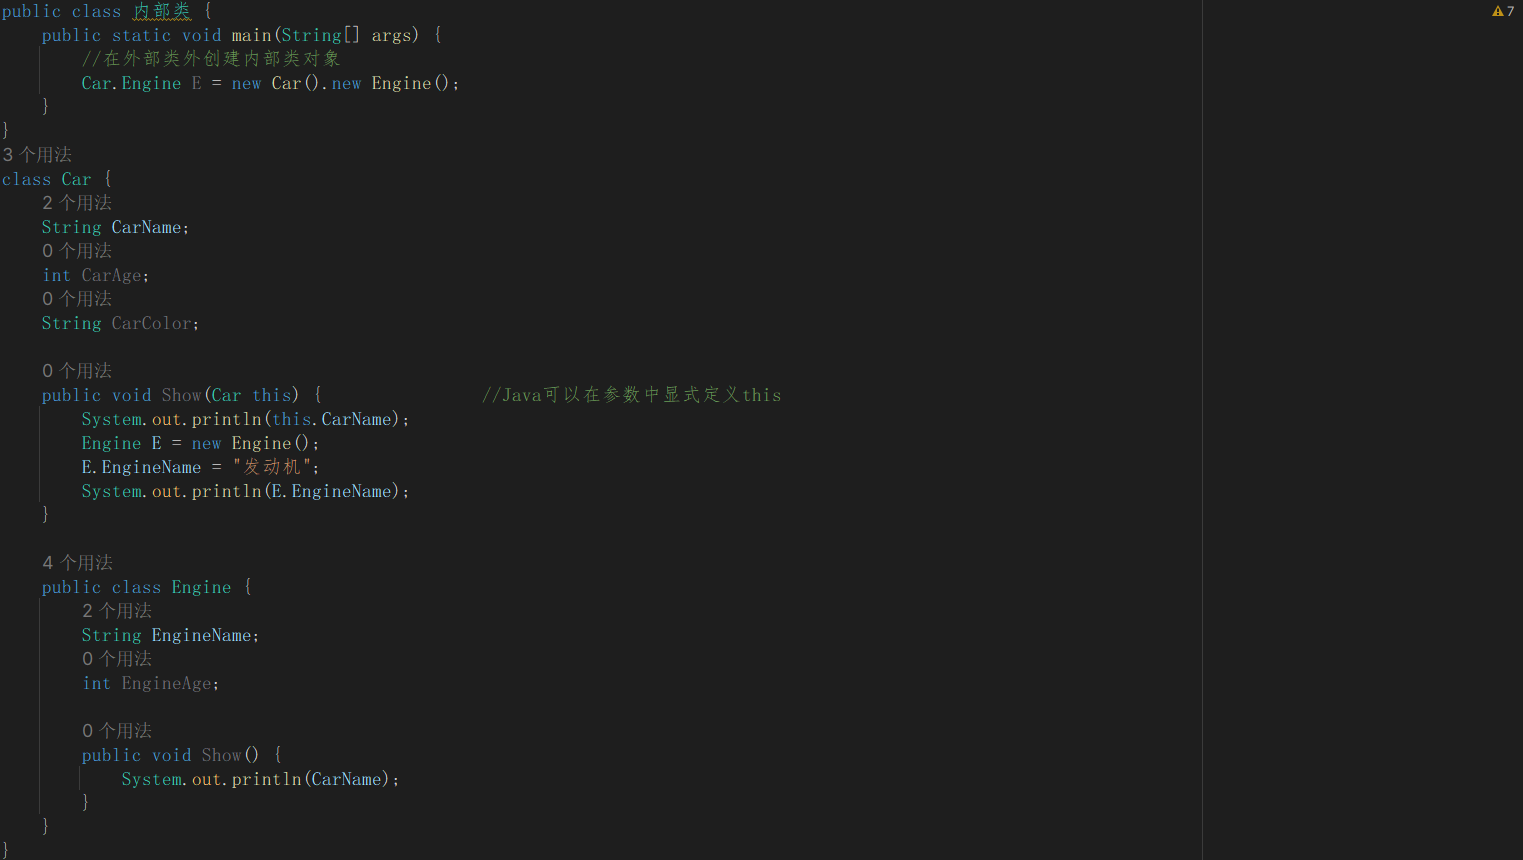 public class 内部类 {
⚠ 7
    public static void main(String[] args) {
        //在外部类外创建内部类对象
        Car.Engine E = new Car().new Engine();
    }
}
3 个用法
class Car {
    2 个用法
    String CarName;
    0 个用法
    int CarAge;
    0 个用法
    String CarColor;
    0 个用法
    public void Show(Car this) {                //Java可以在参数中显式定义this
        System.out.println(this.CarName);
        Engine E = new Engine();
        E.EngineName = "发动机";
        System.out.println(E.EngineName);
    }
    4 个用法
    public class Engine {
        2 个用法
        String EngineName;
        0 个用法
        int EngineAge;
        0 个用法
        public void Show() {
            System.out.println(CarName);
        }
    }
}